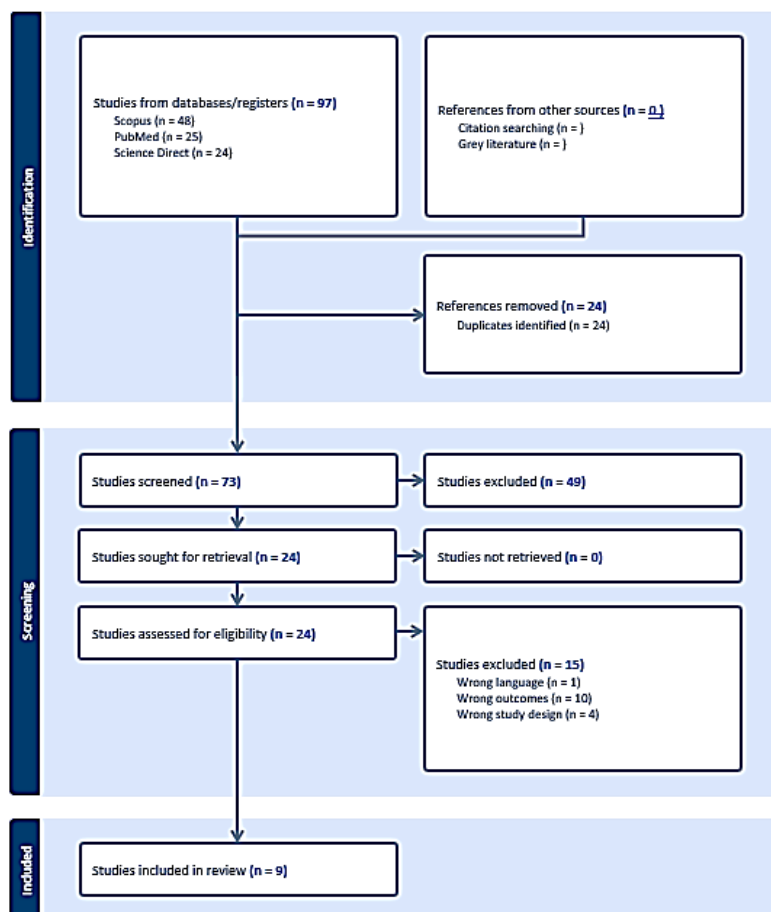 Identification
Studies from databases/registers (n = 97)
Scopus (n = 48)
PubMed (n = 25)
Science Direct (n = 24)
References from other sources (n = 0 )
Citation searching (n = )
Grey literature (n = )
References removed (n = 24)
Duplicates identified (n = 24)
Screening
Studies screened (n = 73)
Studies excluded (n = 49)
Studies sought for retrieval (n = 24)
Studies not retrieved (n = 0)
Studies assessed for eligibility (n = 24)
Studies excluded (n = 15)
Wrong language (n = 1)
Wrong outcomes (n = 10)
Wrong study design (n = 4)
Included
Studies included in review (n = 9)